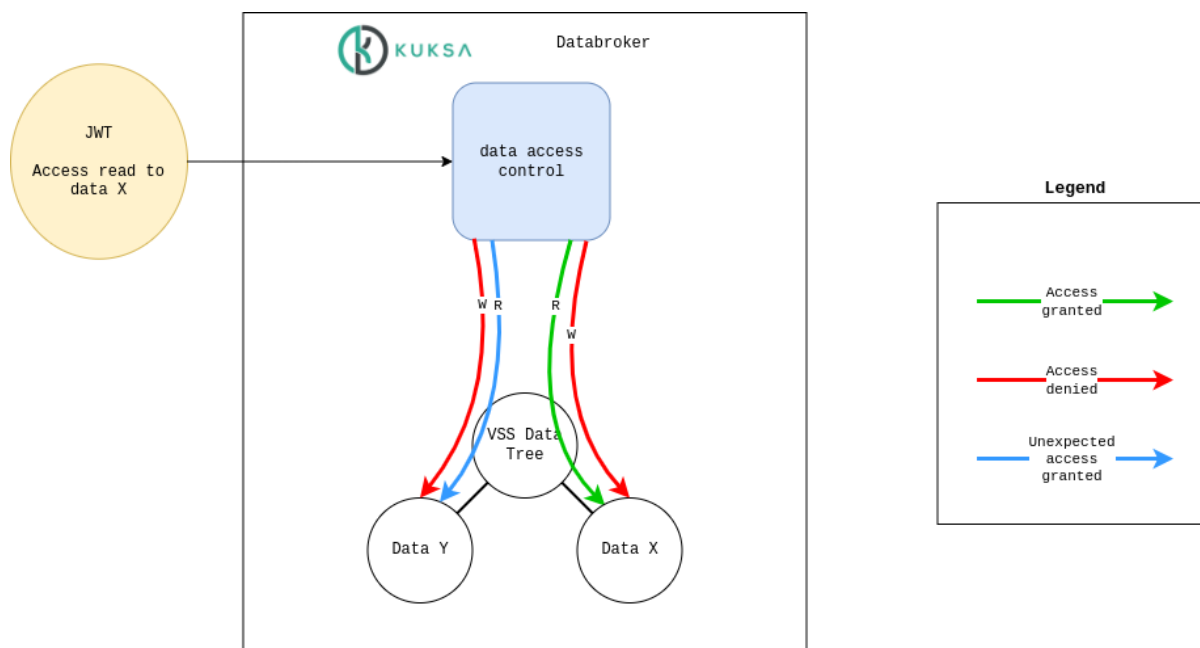 KUKSA
Databroker
JWT
Access read to
data X
data access
control
W
R
R
W
VSS Data
Tree
Data Y
Data X
Legend
Access
granted
Access
denied
Unexpected
access
granted